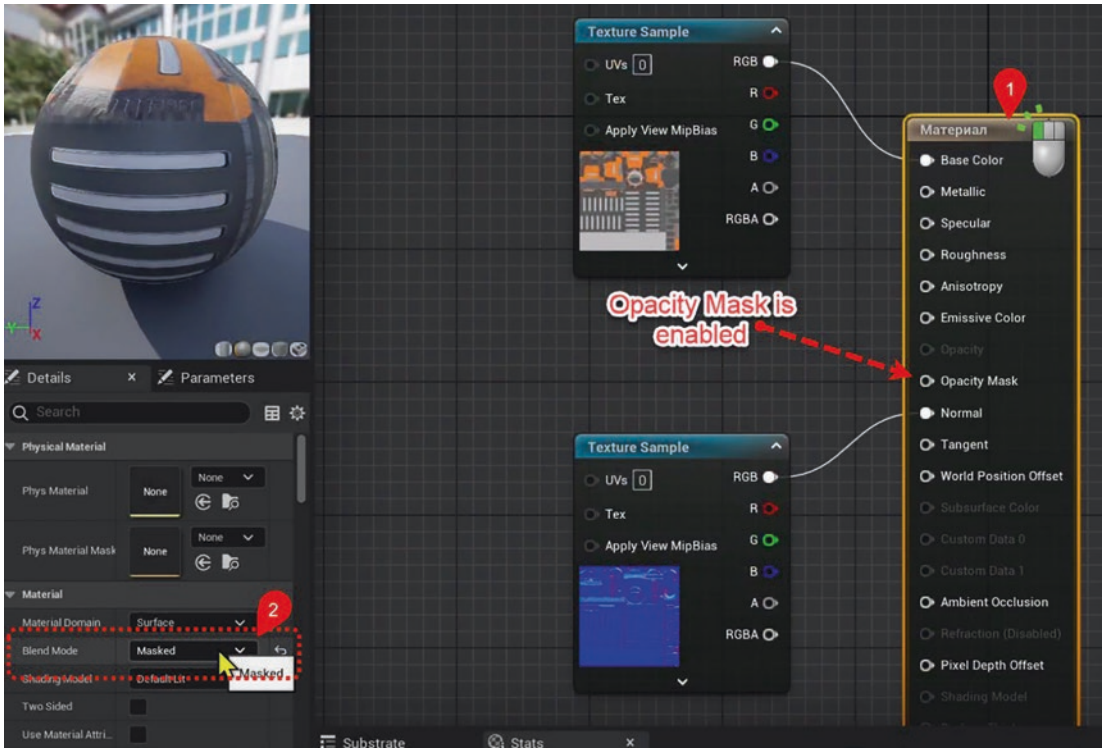 Details
Parameters
Search
Physical Material
Phys Material
None
None
Phys Material Mask
None
None
Material
Material Domain
Surface
2
Blend Mode
Masked
Masked
Shading Model
Default Lit
Two Sided
Use Material Attri...
Z
Y
X
Texture Sample
UVs 0
RGB
Tex
R
Apply View MipBias
G
B
A
RGBA
Opacity Mask is
enabled
Texture Sample
UVs 0
RGB
Tex
R
Apply View MipBias
G
B
A
RGBA
1
Материал
Base Color
Metallic
Specular
Roughness
Anisotropy
Emissive Color
Opacity
Opacity Mask
Normal
Tangent
World Position Offset
Subsurface Color
Custom Data 0
Custom Data 1
Ambient Occlusion
Refraction (Disabled)
Pixel Depth Offset
Shading Model
Substrate
Stats